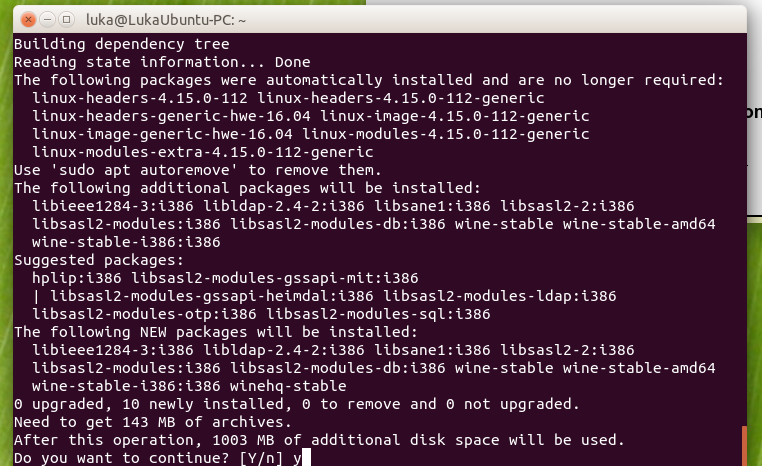 luka@LukaUbuntu-PC: ~
Building dependency tree
Reading state information... Done
The following packages were automatically installed and are no longer required:
  linux-headers-4.15.0-112 linux-headers-4.15.0-112-generic
  linux-headers-generic-hwe-16.04 linux-image-4.15.0-112-generic
  linux-image-generic-hwe-16.04 linux-modules-4.15.0-112-generic
  linux-modules-extra-4.15.0-112-generic
Use 'sudo apt autoremove' to remove them.
The following additional packages will be installed:
  libieee1284-3:i386 libldap-2.4-2:i386 libsane1:i386 libsasl2-2:i386
  libsasl2-modules:i386 libsasl2-modules-db:i386 wine-stable wine-stable-amd64
  wine-stable-i386:i386
Suggested packages:
  hplip:i386 libsasl2-modules-gssapi-mit:i386
  | libsasl2-modules-gssapi-heimdal:i386 libsasl2-modules-ldap:i386
  libsasl2-modules-otp:i386 libsasl2-modules-sql:i386
The following NEW packages will be installed:
  libieee1284-3:i386 libldap-2.4-2:i386 libsane1:i386 libsasl2-2:i386
  libsasl2-modules:i386 libsasl2-modules-db:i386 wine-stable wine-stable-amd64
  wine-stable-i386:i386 winehq-stable
0 upgraded, 10 newly installed, 0 to remove and 0 not upgraded.
Need to get 143 MB of archives.
After this operation, 1003 MB of additional disk space will be used.
Do you want to continue? [Y/n] y